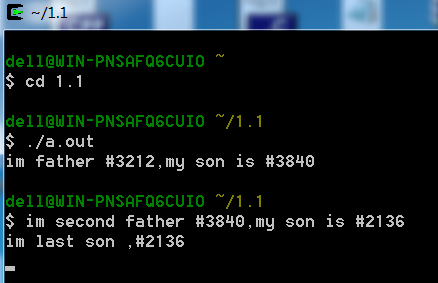 ~/1.1
dell@WIN-PNSAFQ6CUIO ~
$ cd 1.1
dell@WIN-PNSAFQ6CUIO ~/1.1
$ ./a.out
im father #3212,my son is #3840
dell@WIN-PNSAFQ6CUIO ~/1.1
$ im second father #3840,my son is #2136
im last son ,#2136